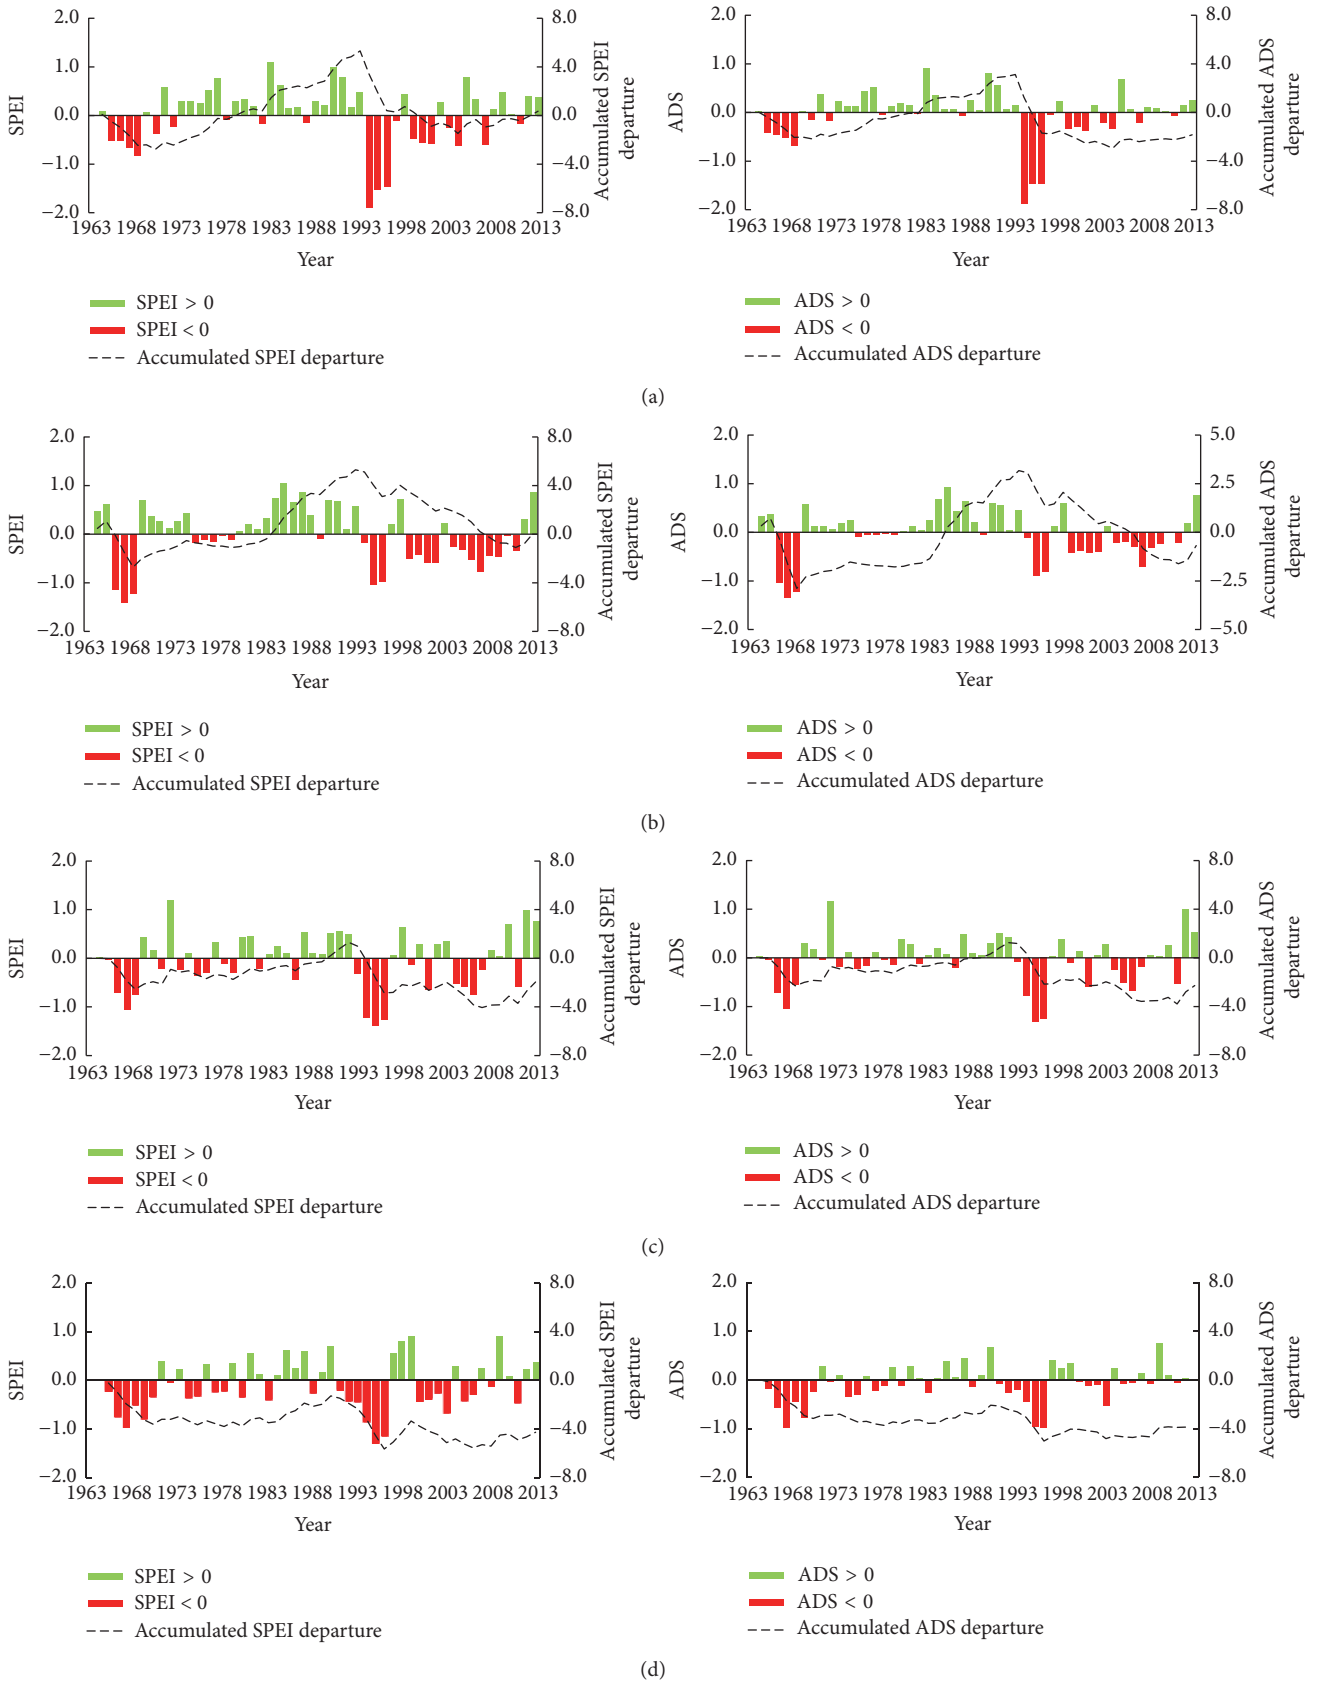 2.0
1.0
0.0
−1.0
−2.0
SPEI
8.0
4.0
0.0
−4.0
−8.0
Accumulated SPEI
departure
1963 1968 1973 1978 1983 1988 1993 1998 2003 2008 2013
Year
SPEI > 0
SPEI < 0
Accumulated SPEI departure
2.0
1.0
0.0
−1.0
−2.0
ADS
8.0
4.0
0.0
−4.0
−8.0
Accumulated ADS
departure
1963 1968 1973 1978 1983 1988 1993 1998 2003 2008 2013
Year
ADS > 0
ADS < 0
Accumulated ADS departure
(a)
2.0
1.0
0.0
−1.0
−2.0
SPEI
8.0
4.0
0.0
−4.0
−8.0
Accumulated SPEI
departure
1963 1968 1973 1978 1983 1988 1993 1998 2003 2008 2013
Year
SPEI > 0
SPEI < 0
Accumulated SPEI departure
2.0
1.0
0.0
−1.0
−2.0
ADS
5.0
2.5
0.0
−2.5
−5.0
Accumulated ADS
departure
1963 1968 1973 1978 1983 1988 1993 1998 2003 2008 2013
Year
ADS > 0
ADS < 0
Accumulated ADS departure
(b)
2.0
1.0
0.0
−1.0
−2.0
SPEI
8.0
4.0
0.0
−4.0
−8.0
Accumulated SPEI
departure
1963 1968 1973 1978 1983 1988 1993 1998 2003 2008 2013
Year
SPEI > 0
SPEI < 0
Accumulated SPEI departure
2.0
1.0
0.0
−1.0
−2.0
ADS
8.0
4.0
0.0
−4.0
−8.0
Accumulated ADS
departure
1963 1968 1973 1978 1983 1988 1993 1998 2003 2008 2013
Year
ADS > 0
ADS < 0
Accumulated ADS departure
(c)
2.0
1.0
0.0
−1.0
−2.0
SPEI
8.0
4.0
0.0
−4.0
−8.0
Accumulated SPEI
departure
1963 1968 1973 1978 1983 1988 1993 1998 2003 2008 2013
Year
SPEI > 0
SPEI < 0
Accumulated SPEI departure
2.0
1.0
0.0
−1.0
−2.0
ADS
8.0
4.0
0.0
−4.0
−8.0
Accumulated ADS
departure
1963 1968 1973 1978 1983 1988 1993 1998 2003 2008 2013
Year
ADS > 0
ADS < 0
Accumulated ADS departure
(d)